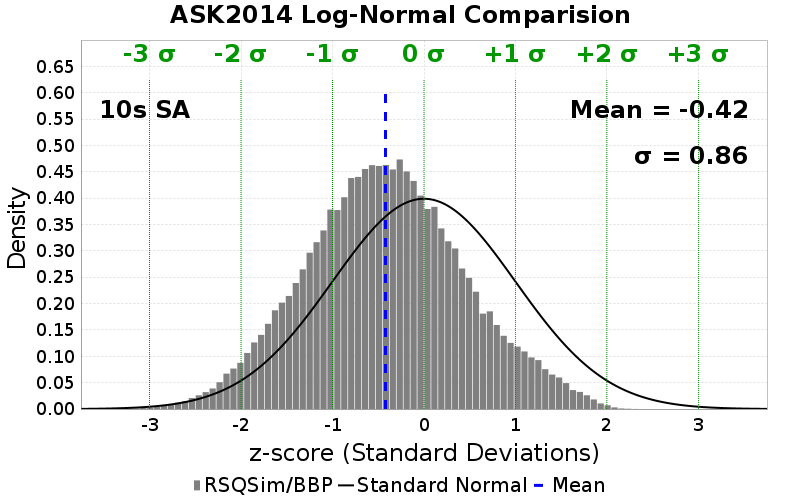 ASK2014 Log-Normal Comparision
-3 σ -2 σ -1 σ 0 σ +1 σ +2 σ +3 σ
10s SA
Mean = -0.42
σ = 0.86
Density
0.65
0.60
0.55
0.50
0.45
0.40
0.35
0.30
0.25
0.20
0.15
0.10
0.05
0.00
-3 -2 -1 0 1 2 3
z-score (Standard Deviations)
RSQSim/BBP Standard Normal Mean